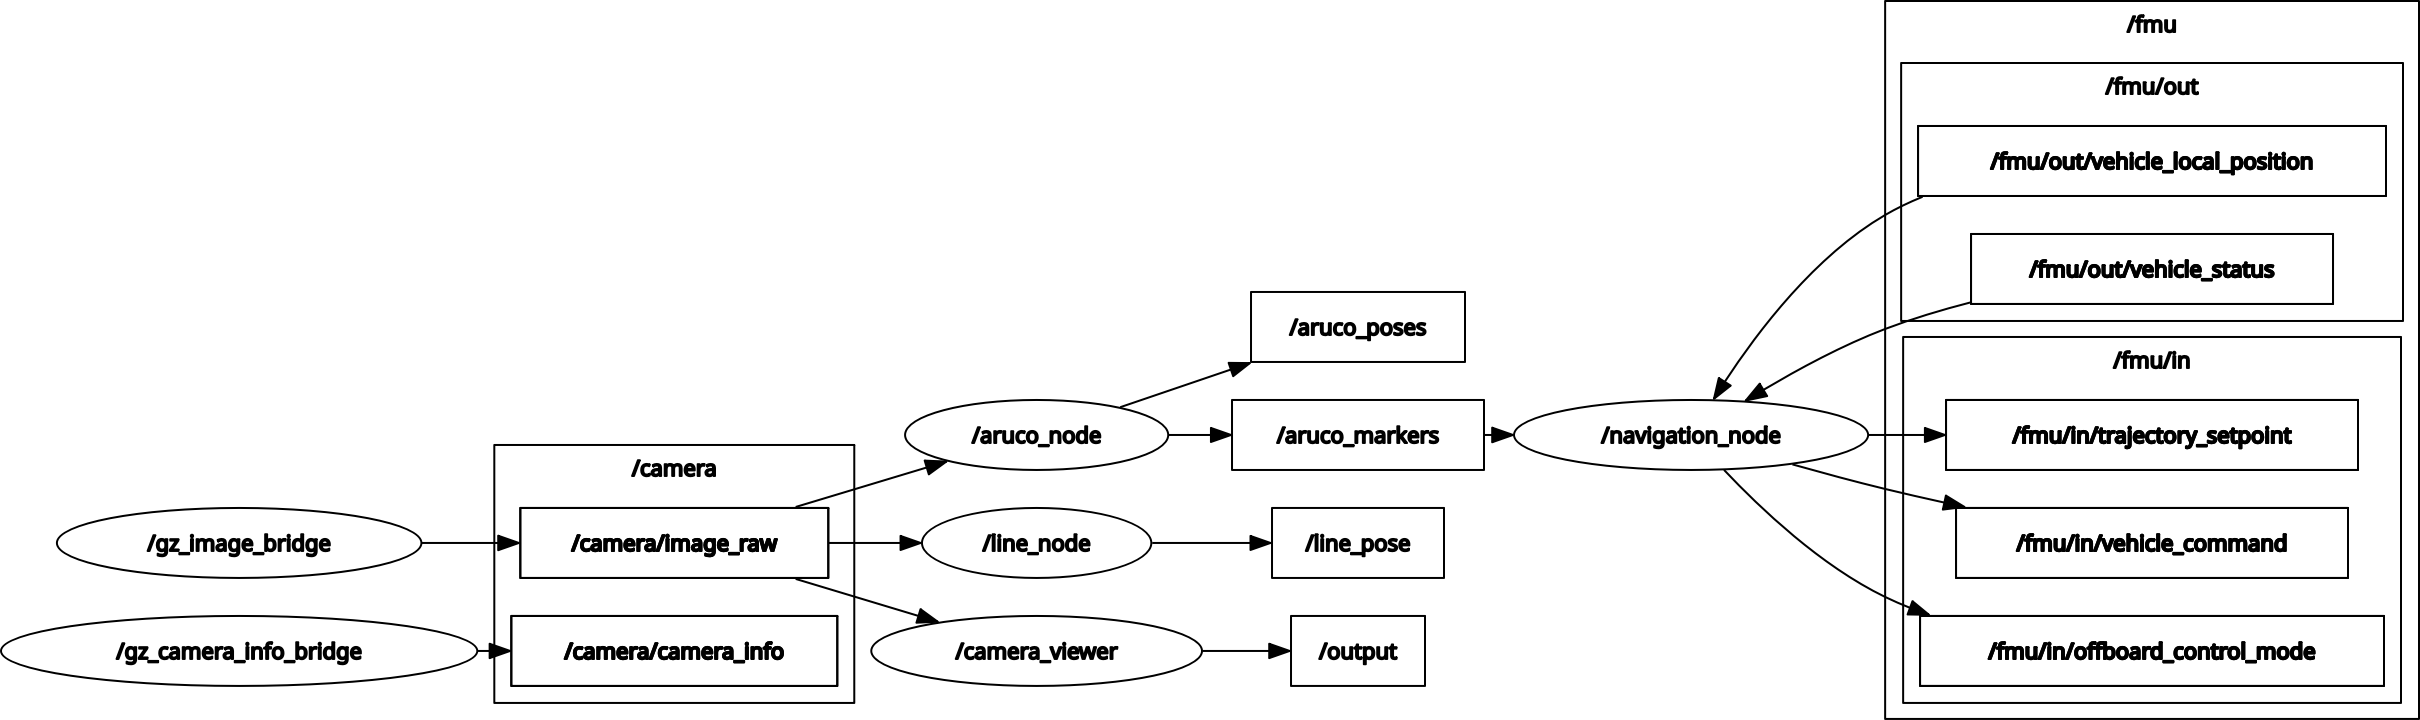 /fmu
/fmu/out
/fmu/out/vehicle_local_position
/fmu/out/vehicle_status
/aruco_poses
/fmu/in
/aruco_node
/aruco_markers
/navigation_node
/fmu/in/trajectory_setpoint
/camera
/gz_image_bridge
/camera/image_raw
/line_node
/line_pose
/fmu/in/vehicle_command
/gz_camera_info_bridge
/camera/camera_info
/camera_viewer
/output
/fmu/in/offboard_control_mode